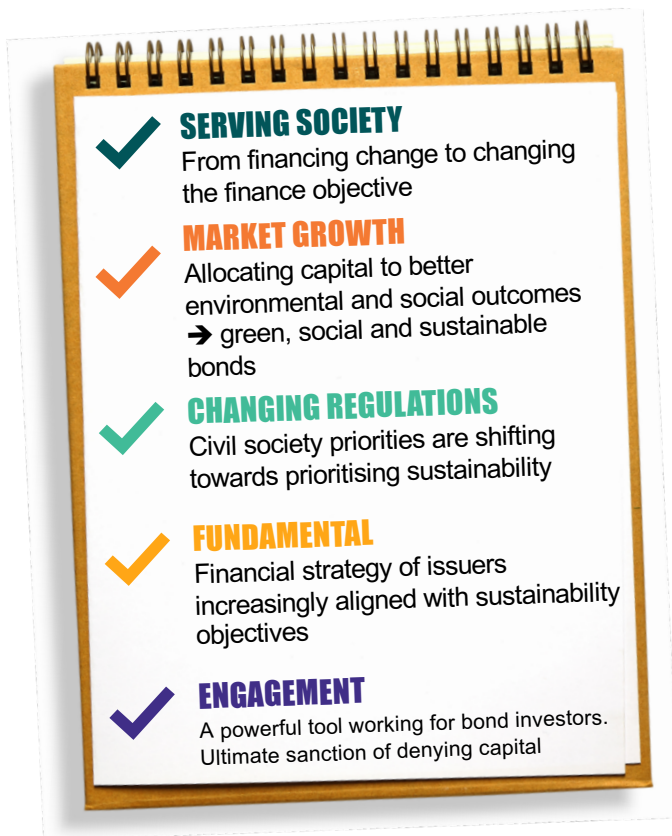 SERVING SOCIETY
From financing change to changing
the finance objective
MARKET GROWTH
Allocating capital to better
environmental and social outcomes
➔ green, social and sustainable
bonds
CHANGING REGULATIONS
Civil society priorities are shifting
towards prioritising sustainability
FUNDAMENTAL
Financial strategy of issuers
increasingly aligned with sustainability
objectives
ENGAGEMENT
A powerful tool working for bond investors.
Ultimate sanction of denying capital